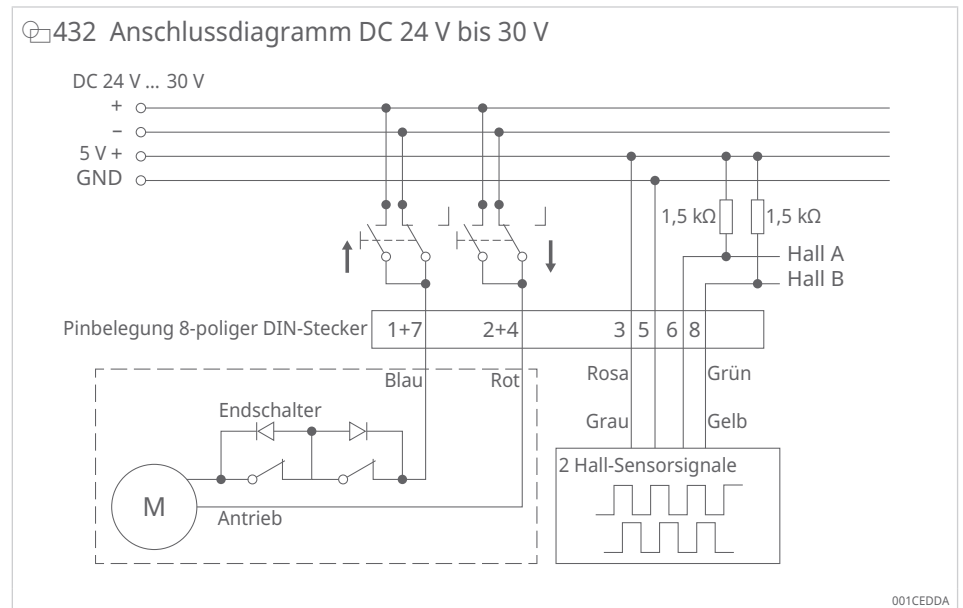 432 Anschlussdiagramm DC 24 V bis 30 V
DC 24 V ... 30 V
+
–
5 V +
GND
1,5 kΩ 1,5 kΩ
Hall A
Hall B
Pinbelegung 8-poliger DIN-Stecker 1+7 2+4 3 5 6 8
Blau Rot Rosa Grün
Endschalter
Grau Gelb
2 Hall-Sensorsignale
M
Antrieb
001CEDDA